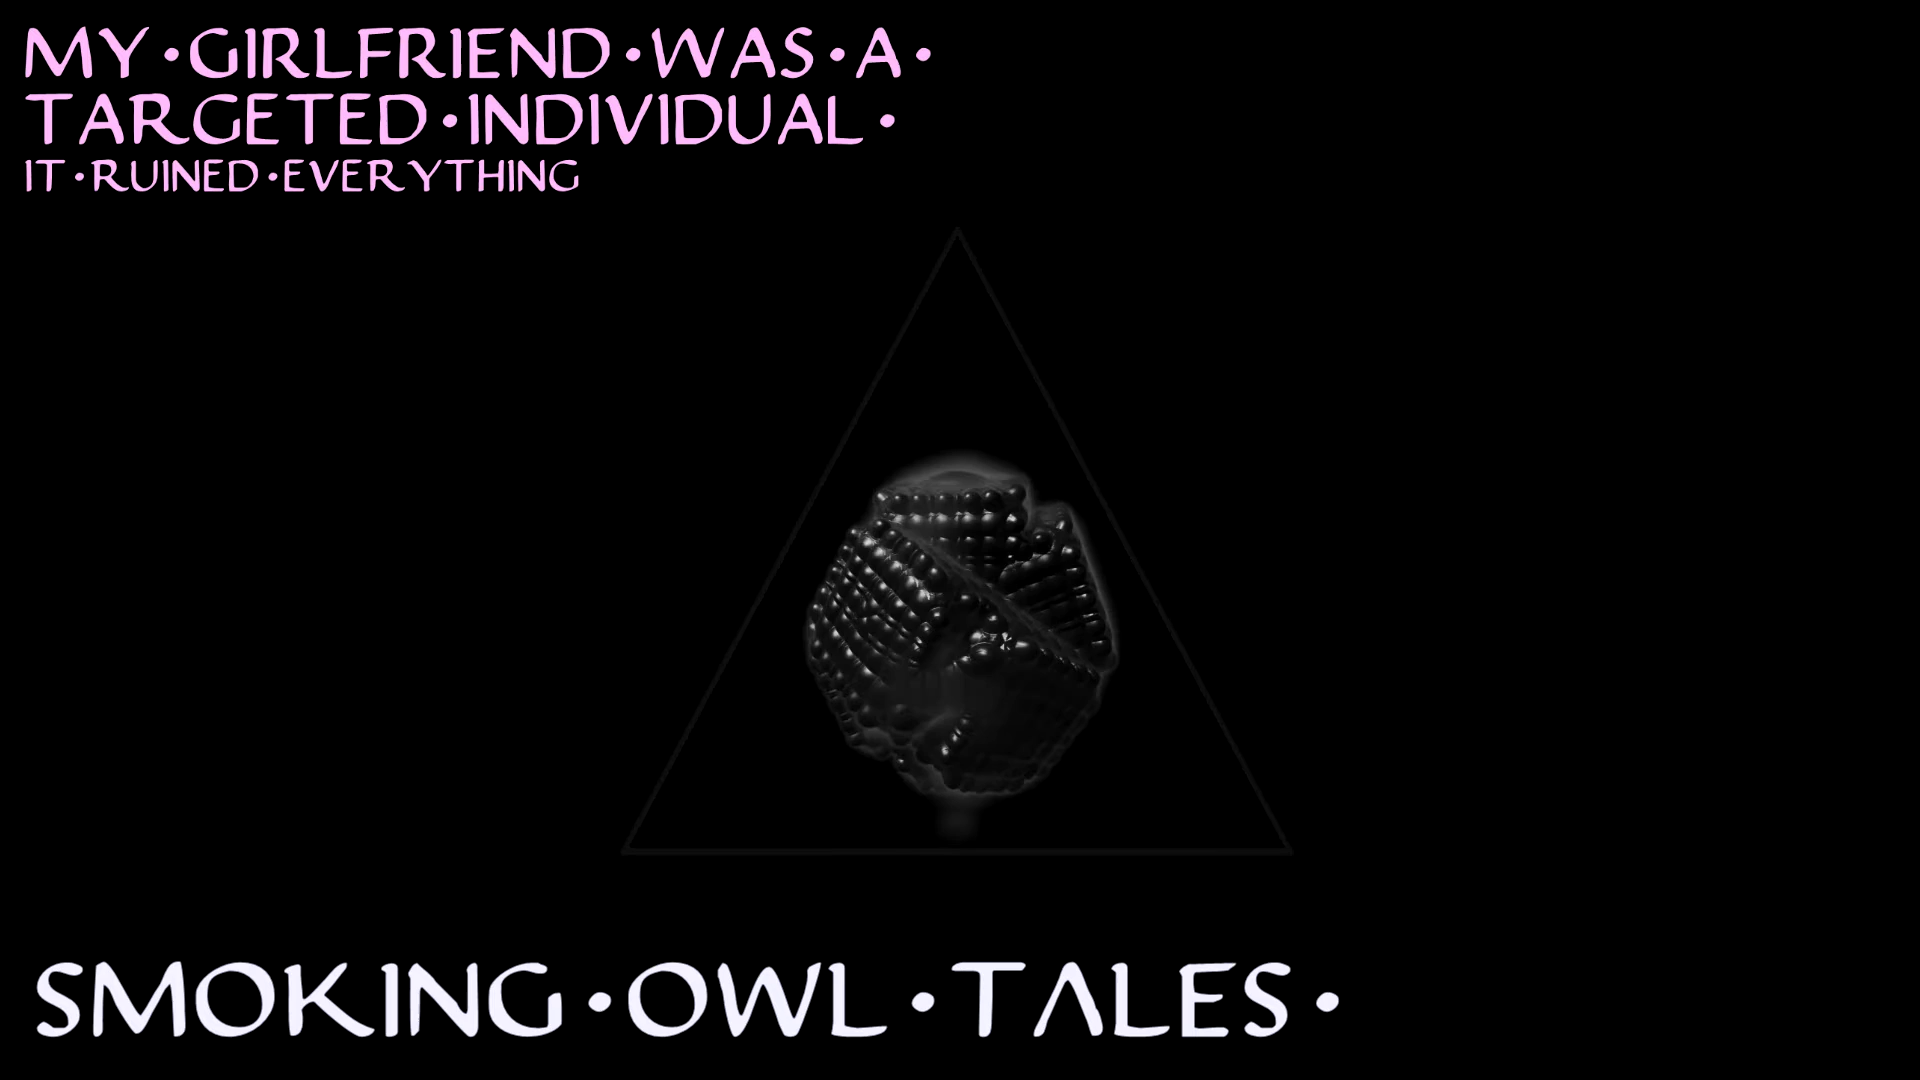 MY•GIRLFRIEND•WAS•A•
TARGETED•INDIVIDUAL•
IT•RUINED•EVERYTHING
SMOKING•OWL•TALES•